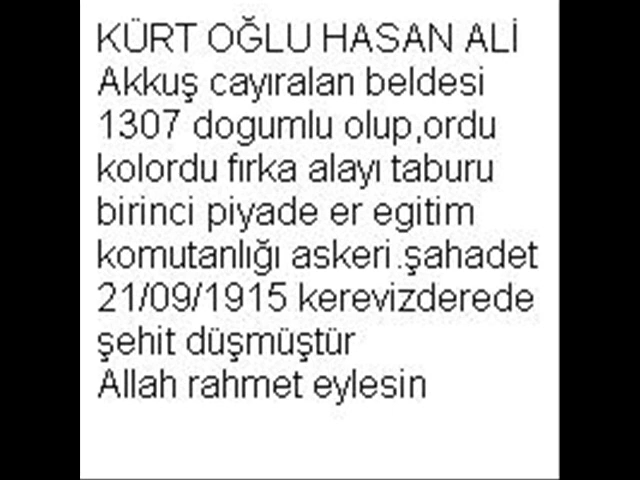 KÜRT OĞLU HASAN ALİ
Akkuş cayıralan beldesi
1307 dogumlu olup,ordu
kolordu fırka alayı taburu
birinci piyade er egitim
komutanlığı askeri.şahadet
21/09/1915 kerevizderede
şehit düşmüştür
Allah rahmet eylesin